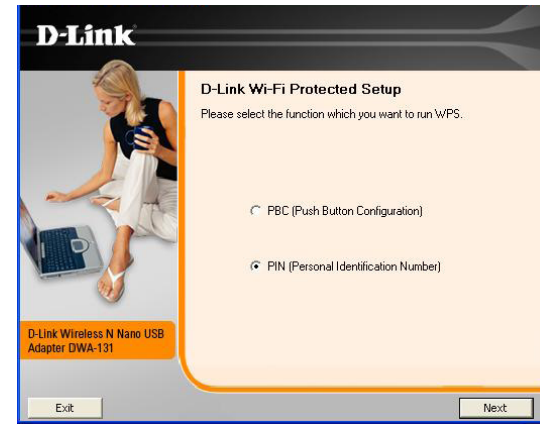 D-Link
D-Link Wi-Fi Protected Setup
Please select the function which you want to run WPS.
PBC (Push Button Configuration)
PIN (Personal Identification Number)
D-Link Wireless N Nano USB
Adapter DWA-131
Exit
Next